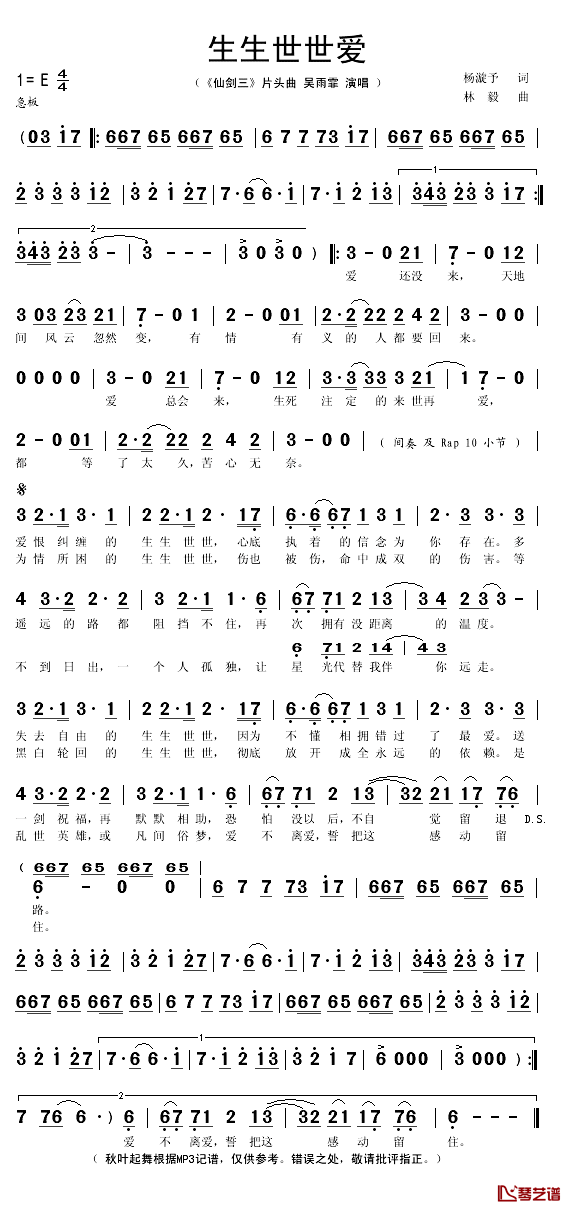 生生世世爱
1= E 4/4
（《仙剑三》片头曲 吴雨霏 演唱 ）
杨漩予 词
林 毅 曲
急板
( 03 17 ‖: 667 65 667 65 | 6 7 7 73 17 | 667 65 667 65 |
2 3 3 3 12 | 3 2 1 27 | 7· 6 6· 1 | 7· 1 2 13 | 343 23 3 17 :‖
343 23 3 - | 3 - - - | 3 0 3 0 ) ‖: 3 - 0 21 | 7 - 0 12 |
爱 还没 来， 天地
3 03 23 21 | 7 - 0 1 | 2 - 0 01 | 2· 2 22 2 4 2 | 3 - 0 0 |
间 风云 忽然 变， 有 情 有 义的 人都要回 来。
0 0 0 0 | 3 - 0 21 | 7 - 0 12 | 3· 3 33 3 21 | 1 7 - 0 |
爱 总会 来， 生死 注定 的来世再 爱，
2 - 0 01 | 2· 2 22 2 4 2 | 3 - 0 0 | （ 间奏 及 Rap 10 小节 ）
都 等 了太 久，苦心无 奈。
3 2· 1 3· 1 | 2 2 2· 1 7 | 6· 6 67 1 3 1 | 2· 3 3· 3 |
爱恨纠缠的 生生世世，心底 执着的信念为 你存在。多
为情所困的 生生世世，伤也 被伤，命中成双 的伤害。等
4 3· 2 2· 2 | 3 2 1 1· 6 | 67 71 2 13 | 3 4 23 3 - |
遥远的路都 阻挡不住，再 次拥有没距离 的温度。
6 71 2 1 4 | 4 3 2 3
不到日出，一 个人孤独，让 星光代替我伴 你远走。
3 2· 1 3· 1 | 2 2 2· 1 7 | 6· 6 67 1 3 1 | 2· 3 3· 3 |
失去自由的 生生世世，因为 不懂相拥错过 了最爱。送
黑白轮回的 生生世世，彻底 放开成全永远 的依赖。是
4 3· 2 2· 2 | 3 2 1 1· 6 | 67 71 2 13 | 32 21 17 76
一剑祝福，再 默默相助，恐 怕没以后，不自 觉留退 D.S.
乱世英雄，或 凡间俗梦，爱 不离爱，誓把这 感动留
( 667 65 667 65
6 - 0 0 | 6 7 7 73 17 | 667 65 667 65 |
路。
住。
2 3 3 3 12 | 3 2 1 27 | 7· 6 6· 1 | 7· 1 2 13 | 343 23 3 17 |
667 65 667 65 | 6 7 7 73 17 | 667 65 667 65 | 2 3 3 3 12 |
3 2 1 27 | 7· 6 6· 1 | 7· 1 2 17 | 6 000 | 6 000 ) :‖
7 76 6 · ) 6 | 67 71 2 13 | 32 21 17 76 | 6 - - - ‖
爱 不离爱，誓把这 感动留 住。
（ 秋叶起舞根据MP3记谱，仅供参考。错误之处，敬请批评指正。）
琴艺谱